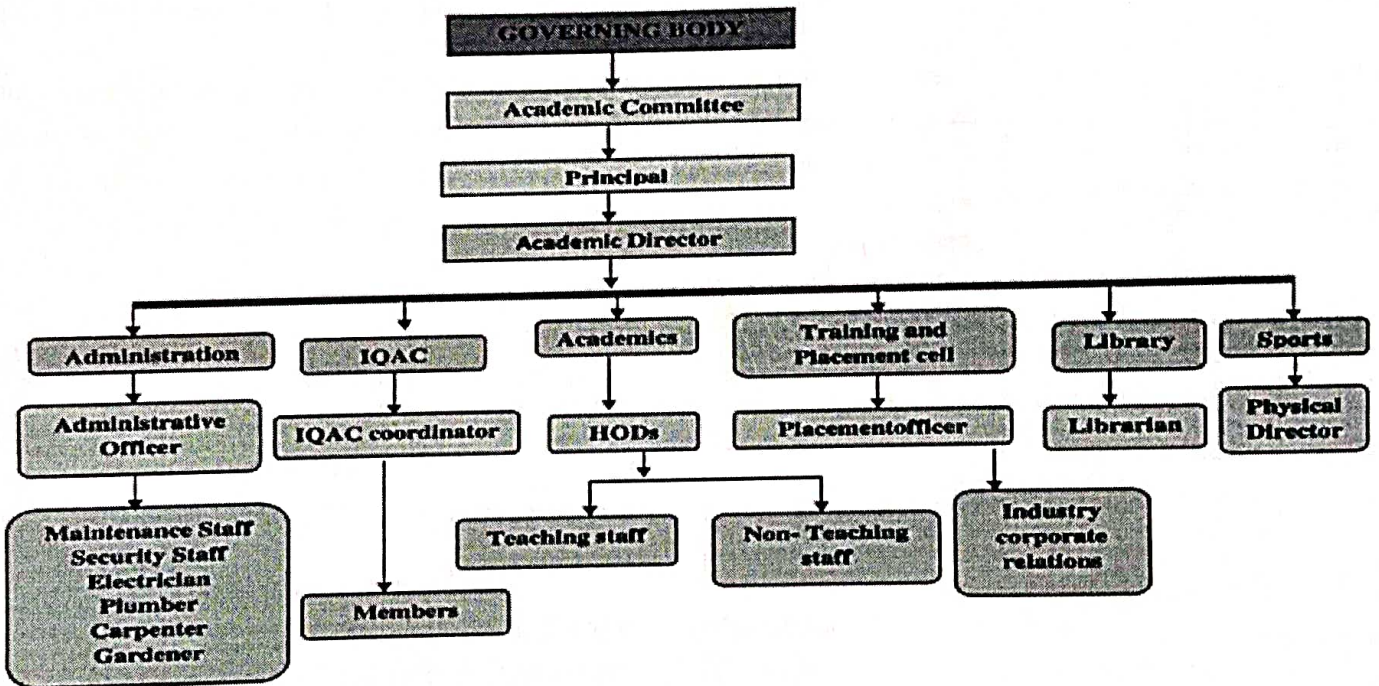 GOVERNING BODY
Academic Committee
Principal
Academic Director
Administration
IQAC
Academics
Training and
Placement cell
Library
Sports
Administrative
Officer
IQAC coordinator
HODs
Placementofficer
Librarian
Physical
Director
Maintenance Staff
Security Staff
Electrician
Plumber
Carpenter
Gardener
Members
Teaching staff
Non- Teaching
staff
Industry
corporate
relations